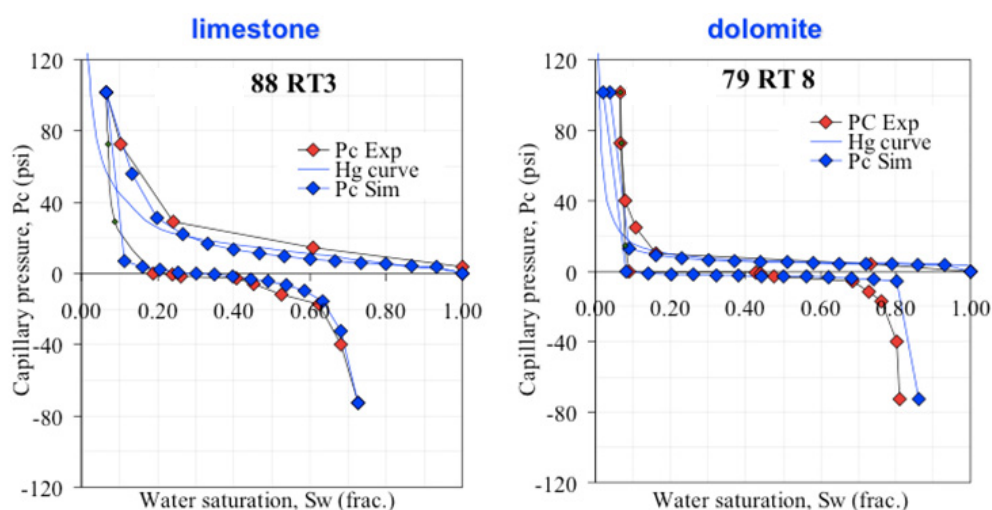 limestone
120
80
40
0
-40
-80
-120
Capillary pressure, Pc (psi)
88 RT3
Pc Exp
Hg curve
Pc Sim
0.00 0.20 0.40 0.60 0.80 1.00
Water saturation, Sw (frac.)
dolomite
120
80
40
0
-40
-80
-120
Capillary pressure, Pc (psi)
79 RT 8
PC Exp
Hg curve
Pc Sim
0.00 0.20 0.40 0.60 0.80 1.00
Water saturation, Sw (frac.)